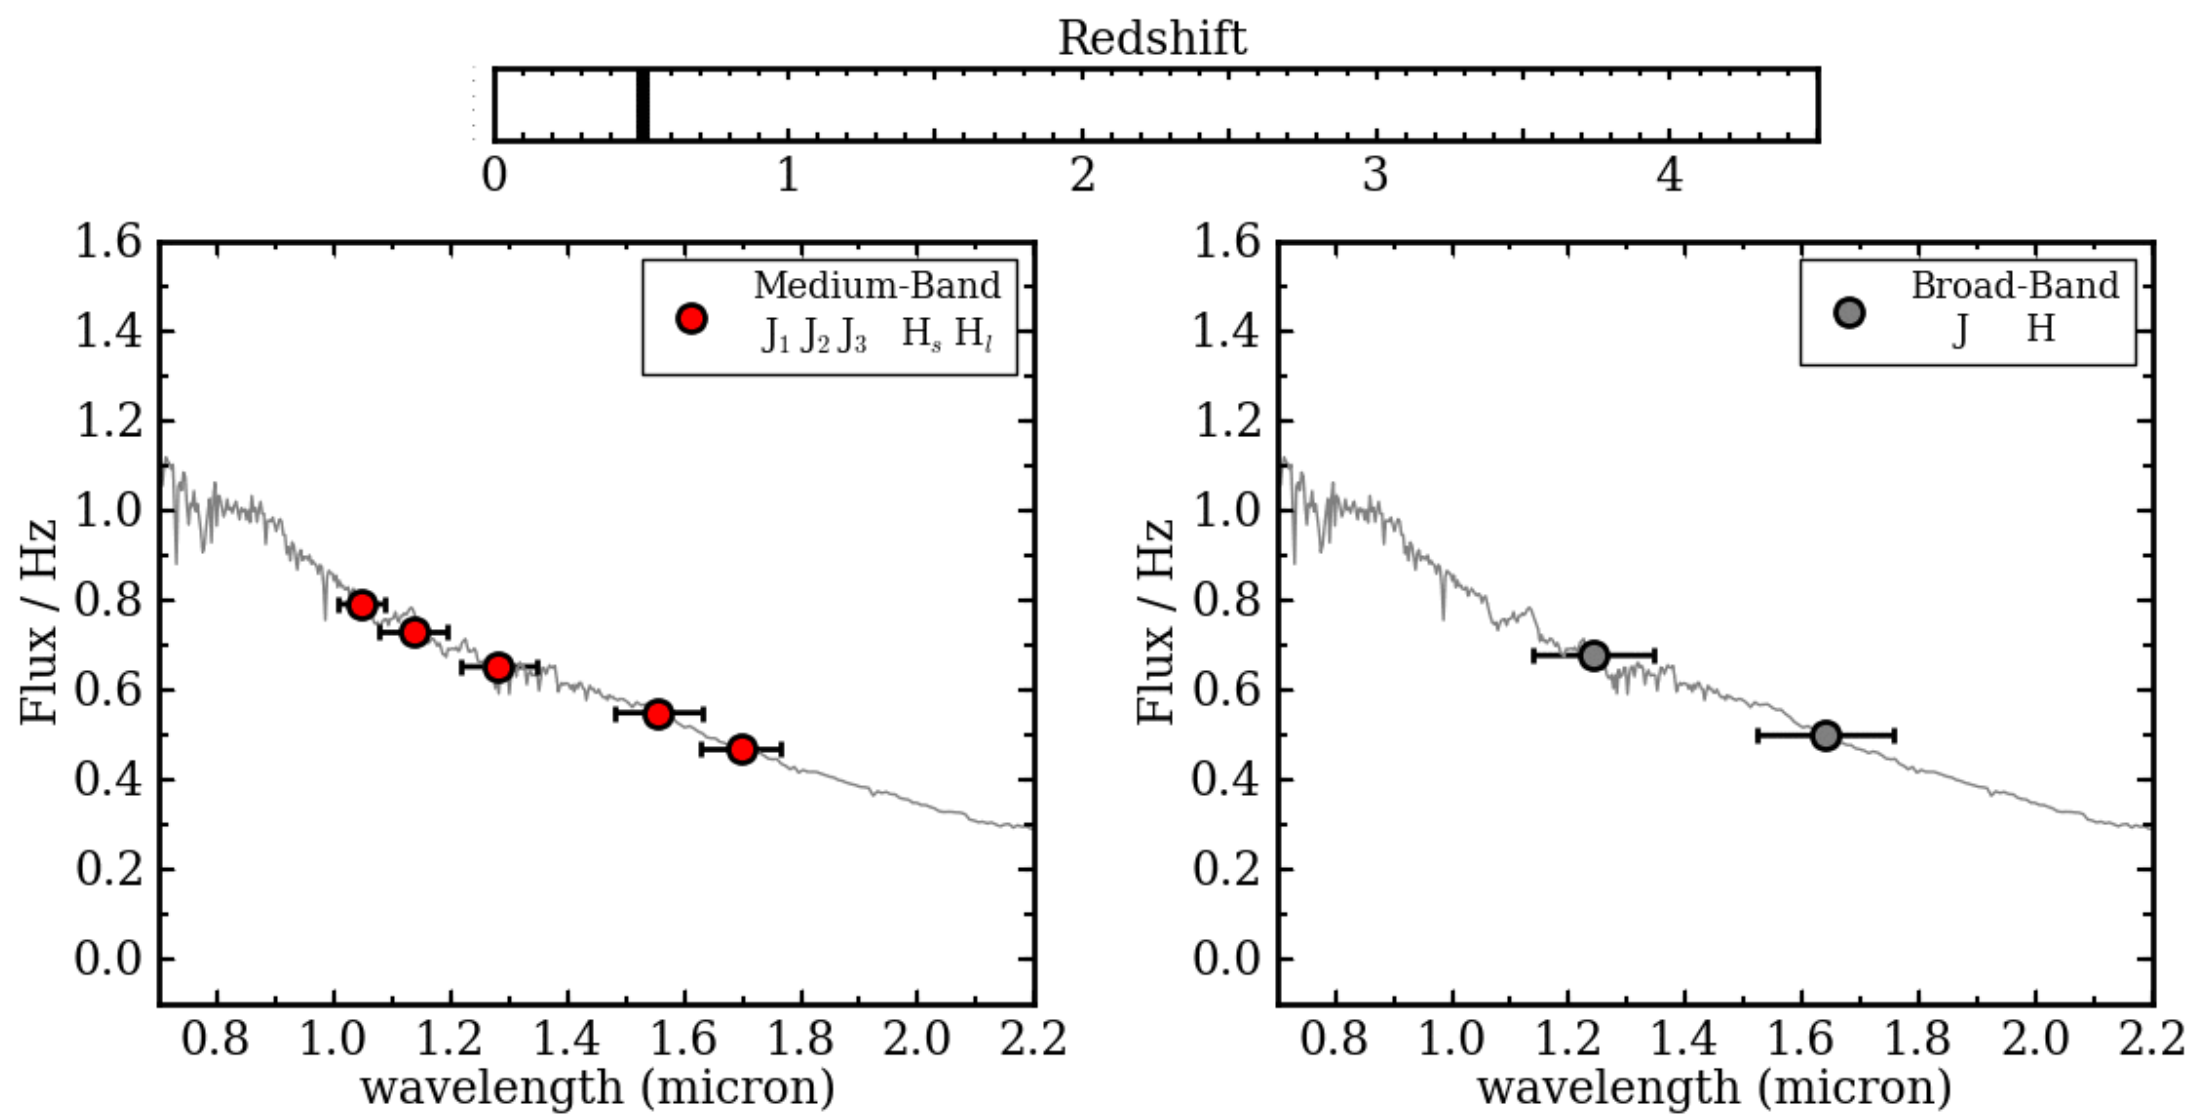 Redshift
0 1 2 3 4
1.6
1.4
1.2
1.0
0.8
0.6
0.4
0.2
0.0
Flux / Hz
Medium-Band
J₁ J₂ J₃ Hₛ Hₗ
0.8 1.0 1.2 1.4 1.6 1.8 2.0 2.2
wavelength (micron)
1.6
1.4
1.2
1.0
0.8
0.6
0.4
0.2
0.0
Flux / Hz
Broad-Band
J H
0.8 1.0 1.2 1.4 1.6 1.8 2.0 2.2
wavelength (micron)